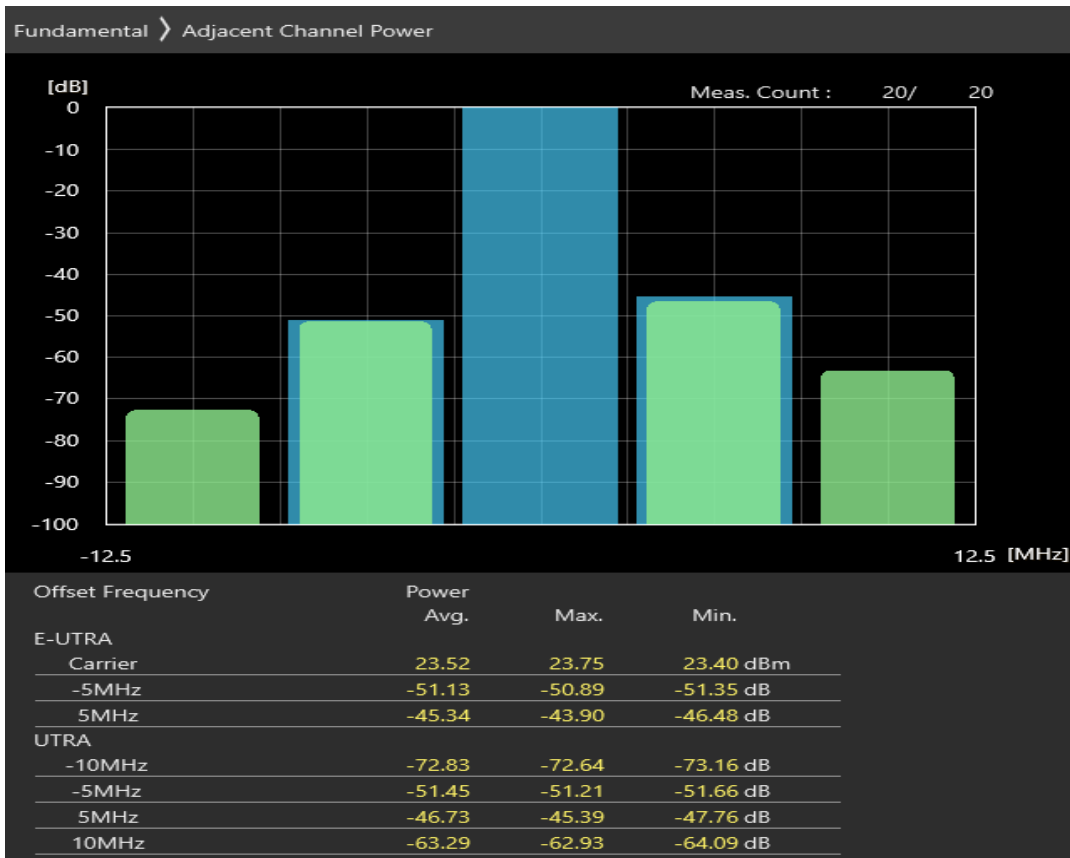 Fundamental 〉 Adjacent Channel Power
[dB]
Meas. Count : 20/ 20
0
-10
-20
-30
-40
-50
-60
-70
-80
-90
-100
-12.5 12.5 [MHz]
Offset Frequency Power
Avg. Max. Min.
E-UTRA
Carrier 23.52 23.75 23.40 dBm
-5MHz -51.13 -50.89 -51.35 dB
5MHz -45.34 -43.90 -46.48 dB
UTRA
-10MHz -72.83 -72.64 -73.16 dB
-5MHz -51.45 -51.21 -51.66 dB
5MHz -46.73 -45.39 -47.76 dB
10MHz -63.29 -62.93 -64.09 dB